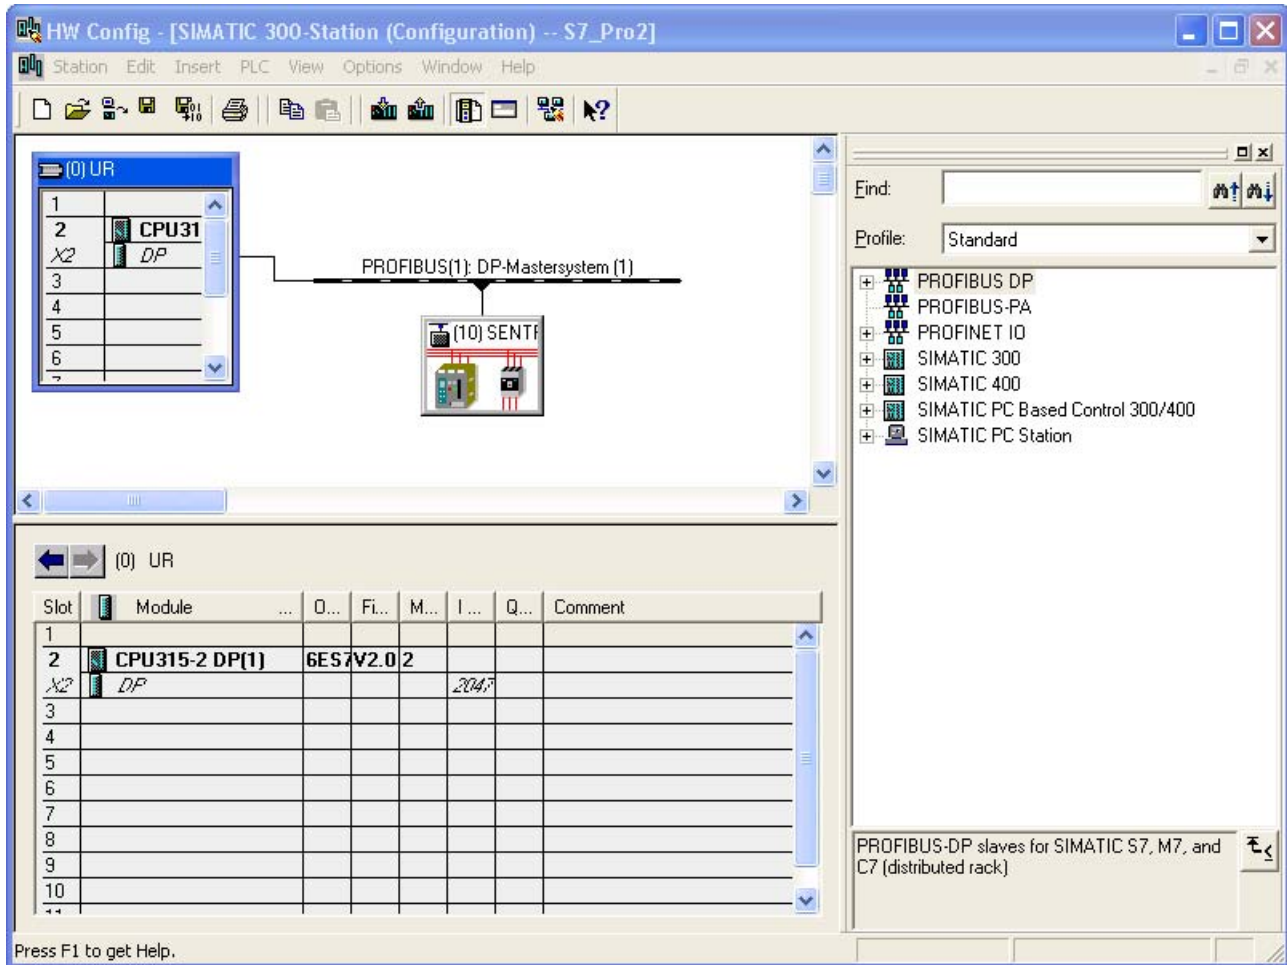 HW Config - [SIMATIC 300-Station (Configuration) -- S7_Pro2]
Station Edit Insert PLC View Options Window Help
(0) UR
1
2 CPU31
X2 DP
3
4
5
6
7
PROFIBUS(1): DP-Mastersystem (1)
(10) SENTR
Find:
Profile: Standard
PROFIBUS DP
PROFIBUS-PA
PROFINET IO
SIMATIC 300
SIMATIC 400
SIMATIC PC Based Control 300/400
SIMATIC PC Station
(0) UR
Slot Module ... O... Fi... M... I ... Q... Comment
1
2 CPU315-2 DP(1) 6ES7 V2.0 2
X2 DP 2047
3
4
5
6
7
8
9
10
11
PROFIBUS-DP slaves for SIMATIC S7, M7, and
C7 (distributed rack)
Press F1 to get Help.